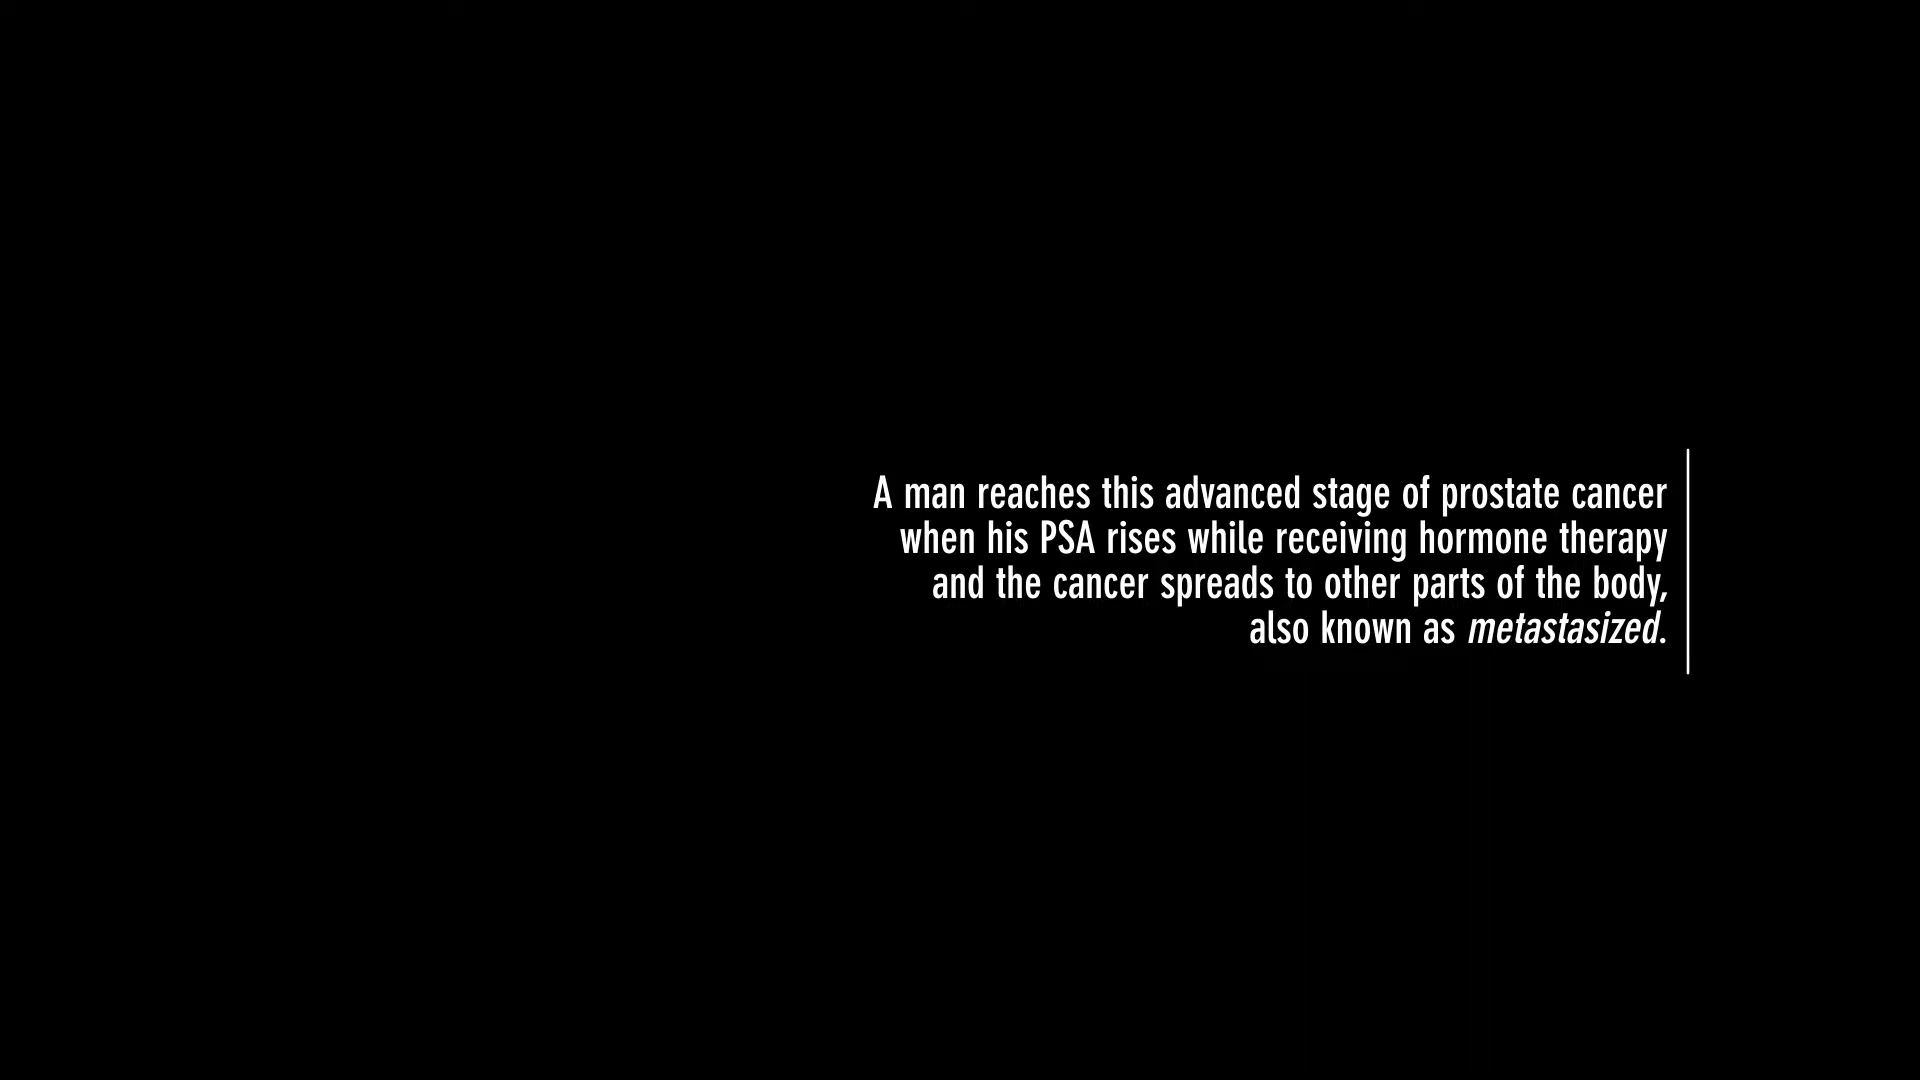 A man reaches this advanced stage of prostate cancer
when his PSA rises while receiving hormone therapy
and the cancer spreads to other parts of the body,
also known as metastasized.